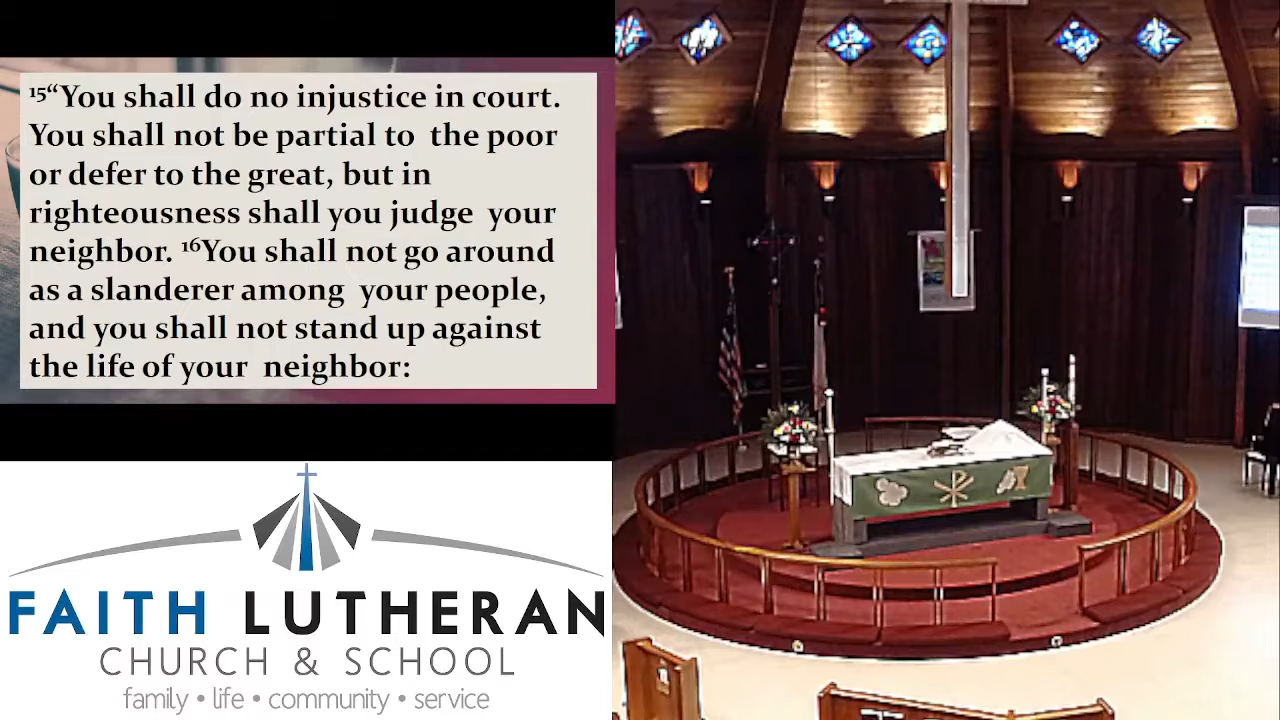 ¹⁵“You shall do no injustice in court.
You shall not be partial to the poor
or defer to the great, but in
righteousness shall you judge your
neighbor. ¹⁶You shall not go around
as a slanderer among your people,
and you shall not stand up against
the life of your neighbor:
FAITH LUTHERAN
CHURCH & SCHOOL
family • life • community • service